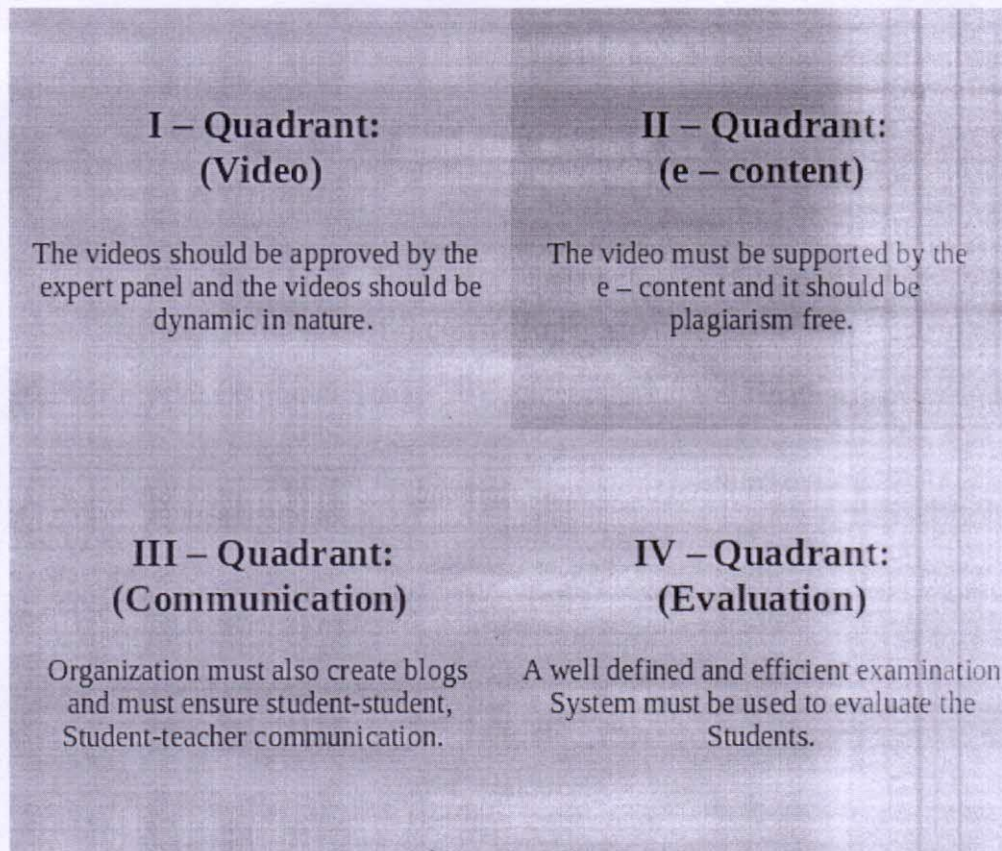 I – Quadrant:
(Video)
The videos should be approved by the
expert panel and the videos should be
dynamic in nature.
II – Quadrant:
(e – content)
The video must be supported by the
e – content and it should be
plagiarism free.
III – Quadrant:
(Communication)
Organization must also create blogs
and must ensure student-student,
Student-teacher communication.
IV – Quadrant:
(Evaluation)
A well defined and efficient examination
System must be used to evaluate the
Students.